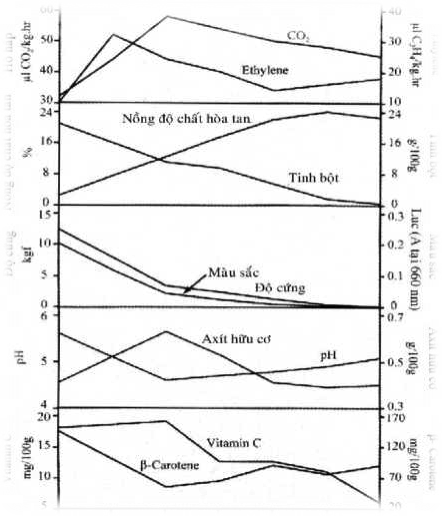 60
50
40
30
µl CO₂/kg.hr
CO₂
Ethylene
40
30
20
10
µl C₂H₄/kg.hr
24
16
8
0
%
Nồng độ chất hòa tan
Tinh bột
24
16
8
0
g/100g
15
10
5
0
kgf
Màu sắc
Độ cứng
0.3
0.2
0.1
0
Luc (A tại 660 nm)
6
5
4
pH
Axít hữu cơ
pH
0.7
0.5
0.3
g/100g
20
15
10
5
mg/100g
Vitamin C
β-Carotene
170
120
70
mg/100g